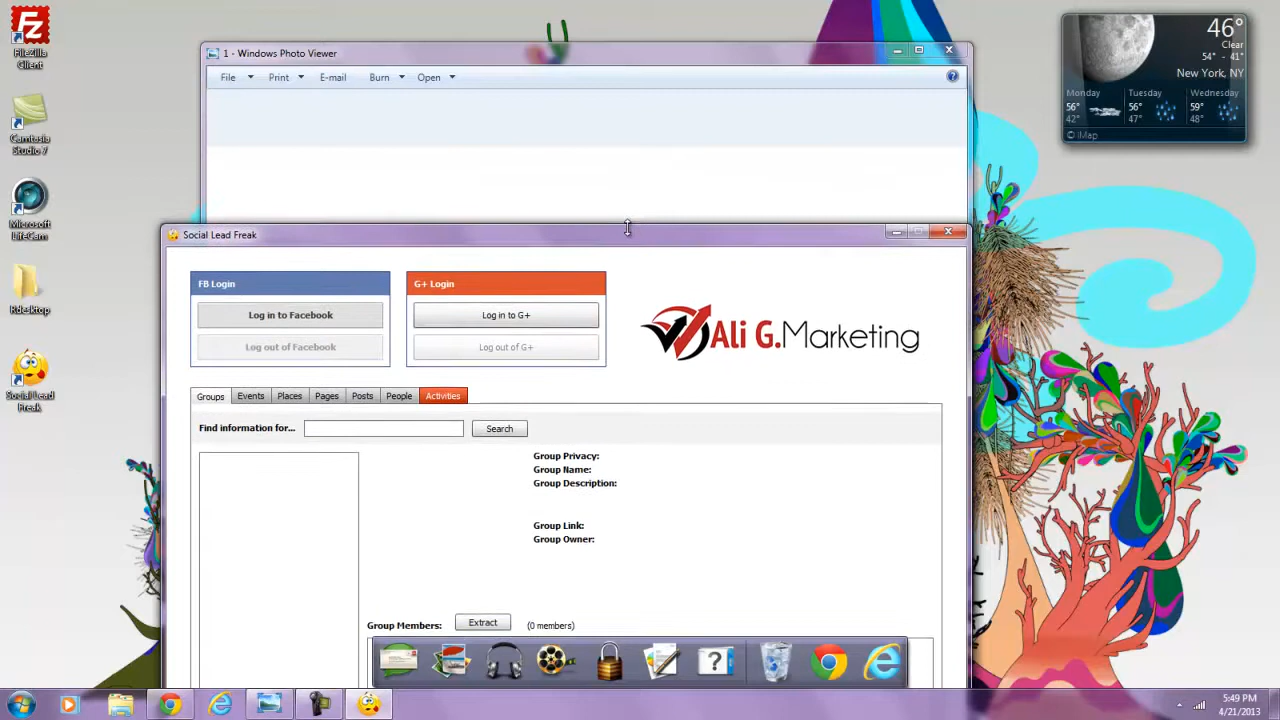 FileZilla
Client
Camtasia
Studio 7
Microsoft
LifeCam
Rdesktop
Social Lead
Freak
1 - Windows Photo Viewer
File
Print
E-mail
Burn
Open
46°
Clear
54° - 41°
New York, NY
Monday
Tuesday
Wednesday
56°
42°
56°
47°
59°
48°
© iMap
Social Lead Freak
FB Login
Log in to Facebook
Log out of Facebook
G+ Login
Log in to G+
Log out of G+
Ali G.Marketing
Groups
Events
Places
Pages
Posts
People
Activities
Find information for...
Search
Group Privacy:
Group Name:
Group Description:
Group Link:
Group Owner:
Group Members:
Extract
(0 members)
5:49 PM
4/21/2013